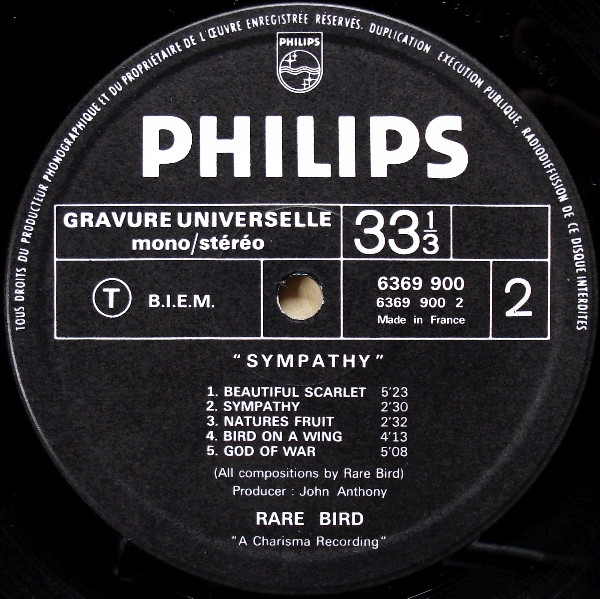 TOUS DROITS DU PRODUCTEUR PHONOGRAPHIQUE ET DU PROPRIÉTAIRE DE L'ŒUVRE ENREGISTRÉE RÉSERVÉS. DUPLICATION EXECUTION PUBLIQUE, RADIODIFFUSION DE CE DISQUE INTERDITES
PHILIPS
PHILIPS
GRAVURE UNIVERSELLE
mono/stéréo
33 1/3
T B.I.E.M.
6369 900
6369 900 2
Made in France
2
"SYMPATHY"
1. BEAUTIFUL SCARLET 5'23
2. SYMPATHY 2'30
3. NATURES FRUIT 2'32
4. BIRD ON A WING 4'13
5. GOD OF WAR 5'08
(All compositions by Rare Bird)
Producer : John Anthony
RARE BIRD
"A Charisma Recording"